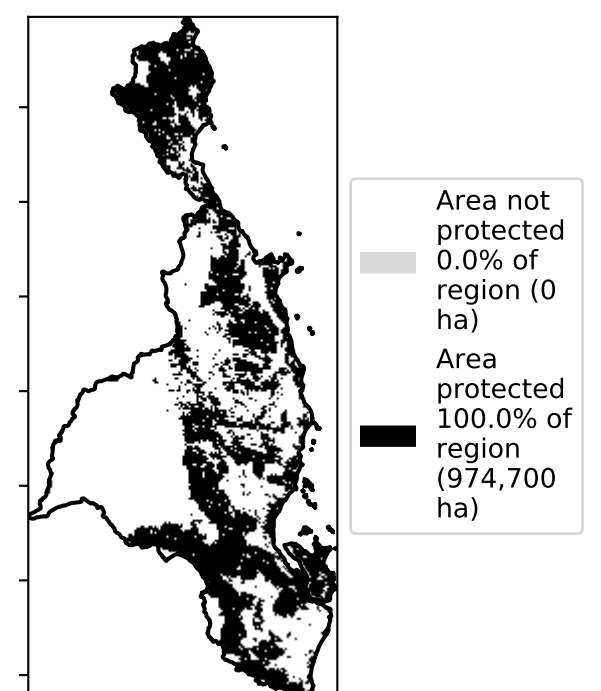 Area not
protected
0.0% of
region (0
ha)
Area
protected
100.0% of
region
(974,700
ha)